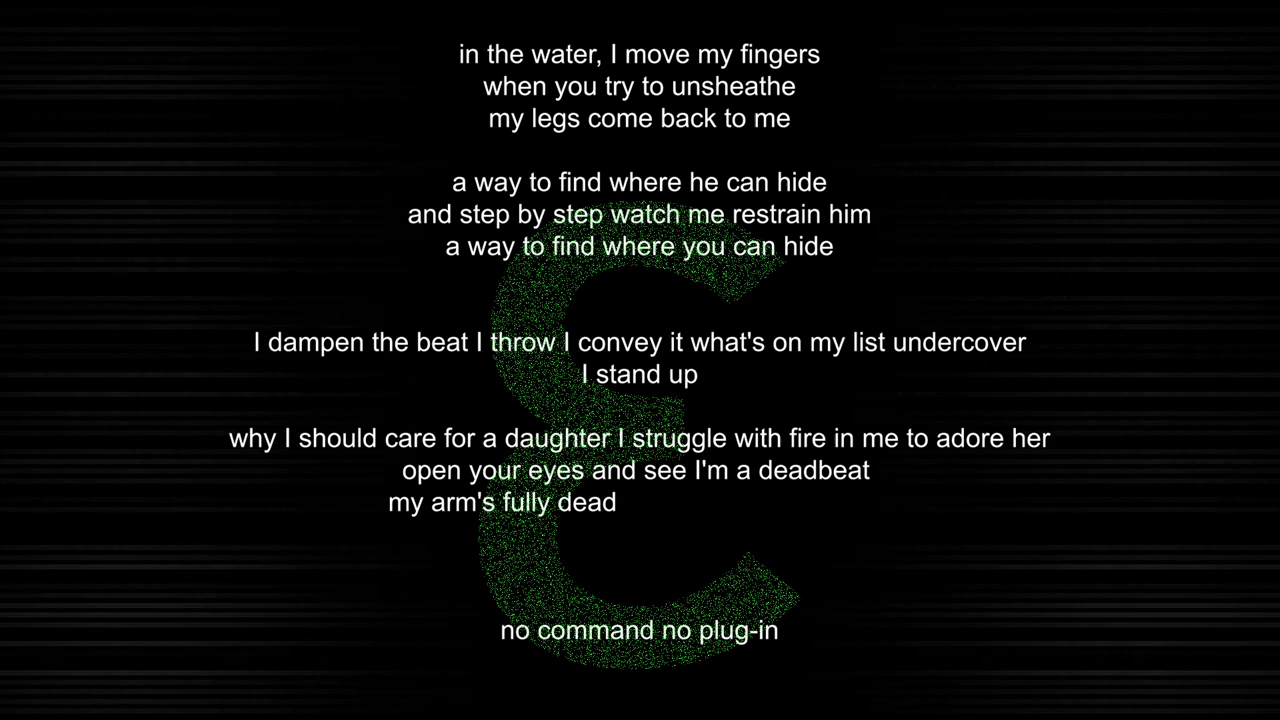 in the water, I move my fingers
when you try to unsheathe
my legs come back to me
a way to find where he can hide
and step by step watch me restrain him
a way to find where you can hide
I dampen the beat I throw I convey it what's on my list undercover
I stand up
why I should care for a daughter I struggle with fire in me to adore her
open your eyes and see I'm a deadbeat
my arm's fully dead
no command no plug-in
ε